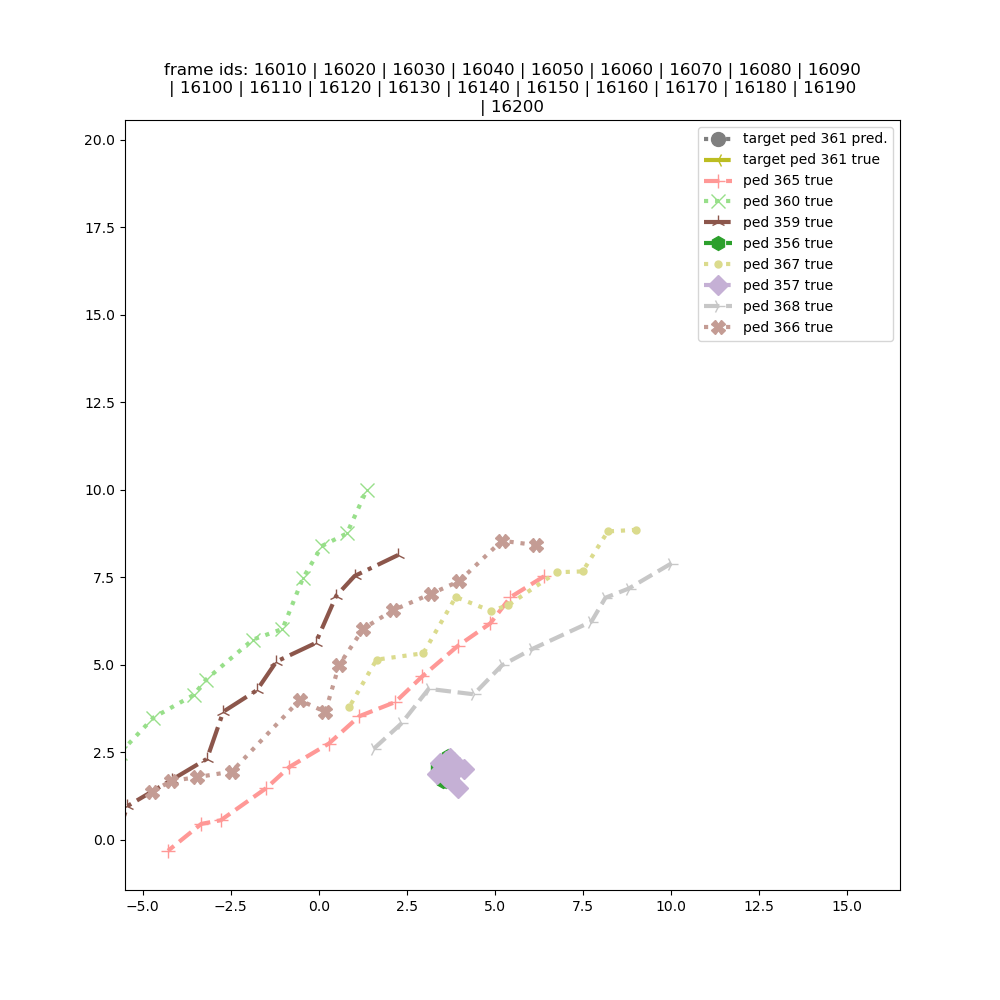 frame ids: 16010 | 16020 | 16030 | 16040 | 16050 | 16060 | 16070 | 16080 | 16090
| 16100 | 16110 | 16120 | 16130 | 16140 | 16150 | 16160 | 16170 | 16180 | 16190
| 16200
target ped 361 pred.
target ped 361 true
ped 365 true
ped 360 true
ped 359 true
ped 356 true
ped 367 true
ped 357 true
ped 368 true
ped 366 true
20.0
17.5
15.0
12.5
10.0
7.5
5.0
2.5
0.0
−5.0 −2.5 0.0 2.5 5.0 7.5 10.0 12.5 15.0